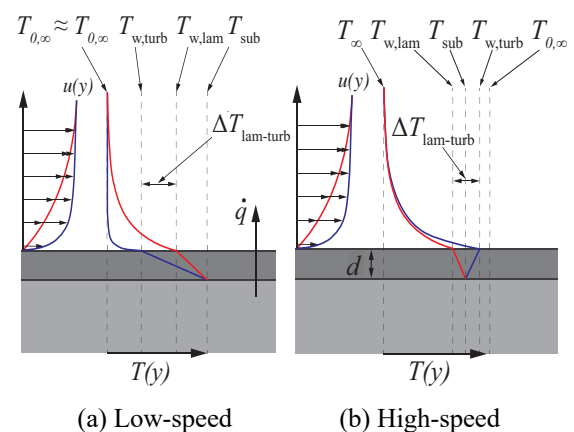 T0,∞ ≈ T0,∞ Tw,turb Tw,lam Tsub
u(y)
ΔTlam-turb
q̇
T(y)
(a) Low-speed
T∞ Tw,lam Tsub Tw,turb T0,∞
u(y)
ΔTlam-turb
d
T(y)
(b) High-speed